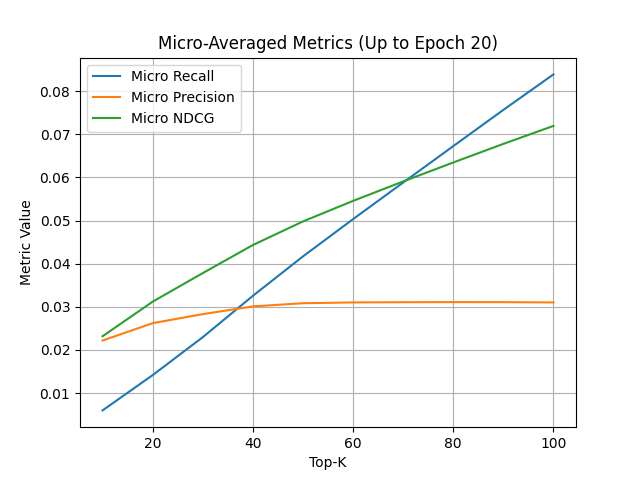 Micro-Averaged Metrics (Up to Epoch 20)
Micro Recall
Micro Precision
Micro NDCG
0.08
0.07
0.06
0.05
0.04
0.03
0.02
0.01
Metric Value
20 40 60 80 100
Top-K